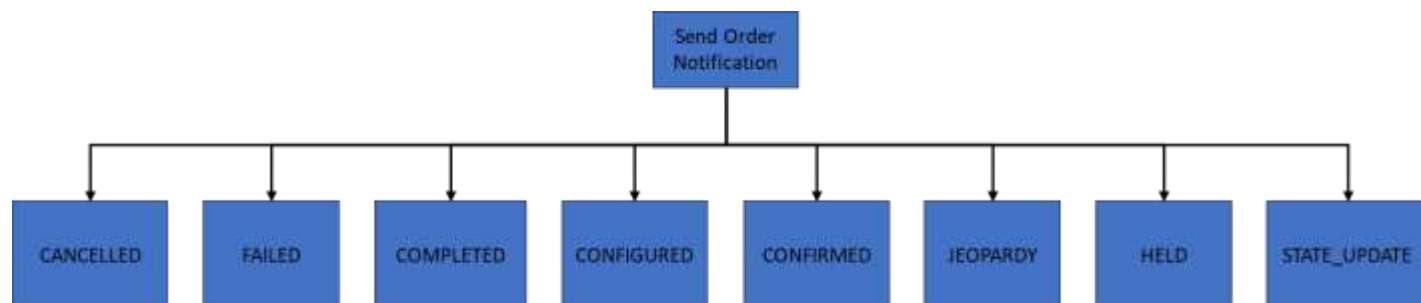 Send Order
Notification
CANCELLED
FAILED
COMPLETED
CONFIGURED
CONFIRMED
JEOPARDY
HELD
STATE_UPDATE